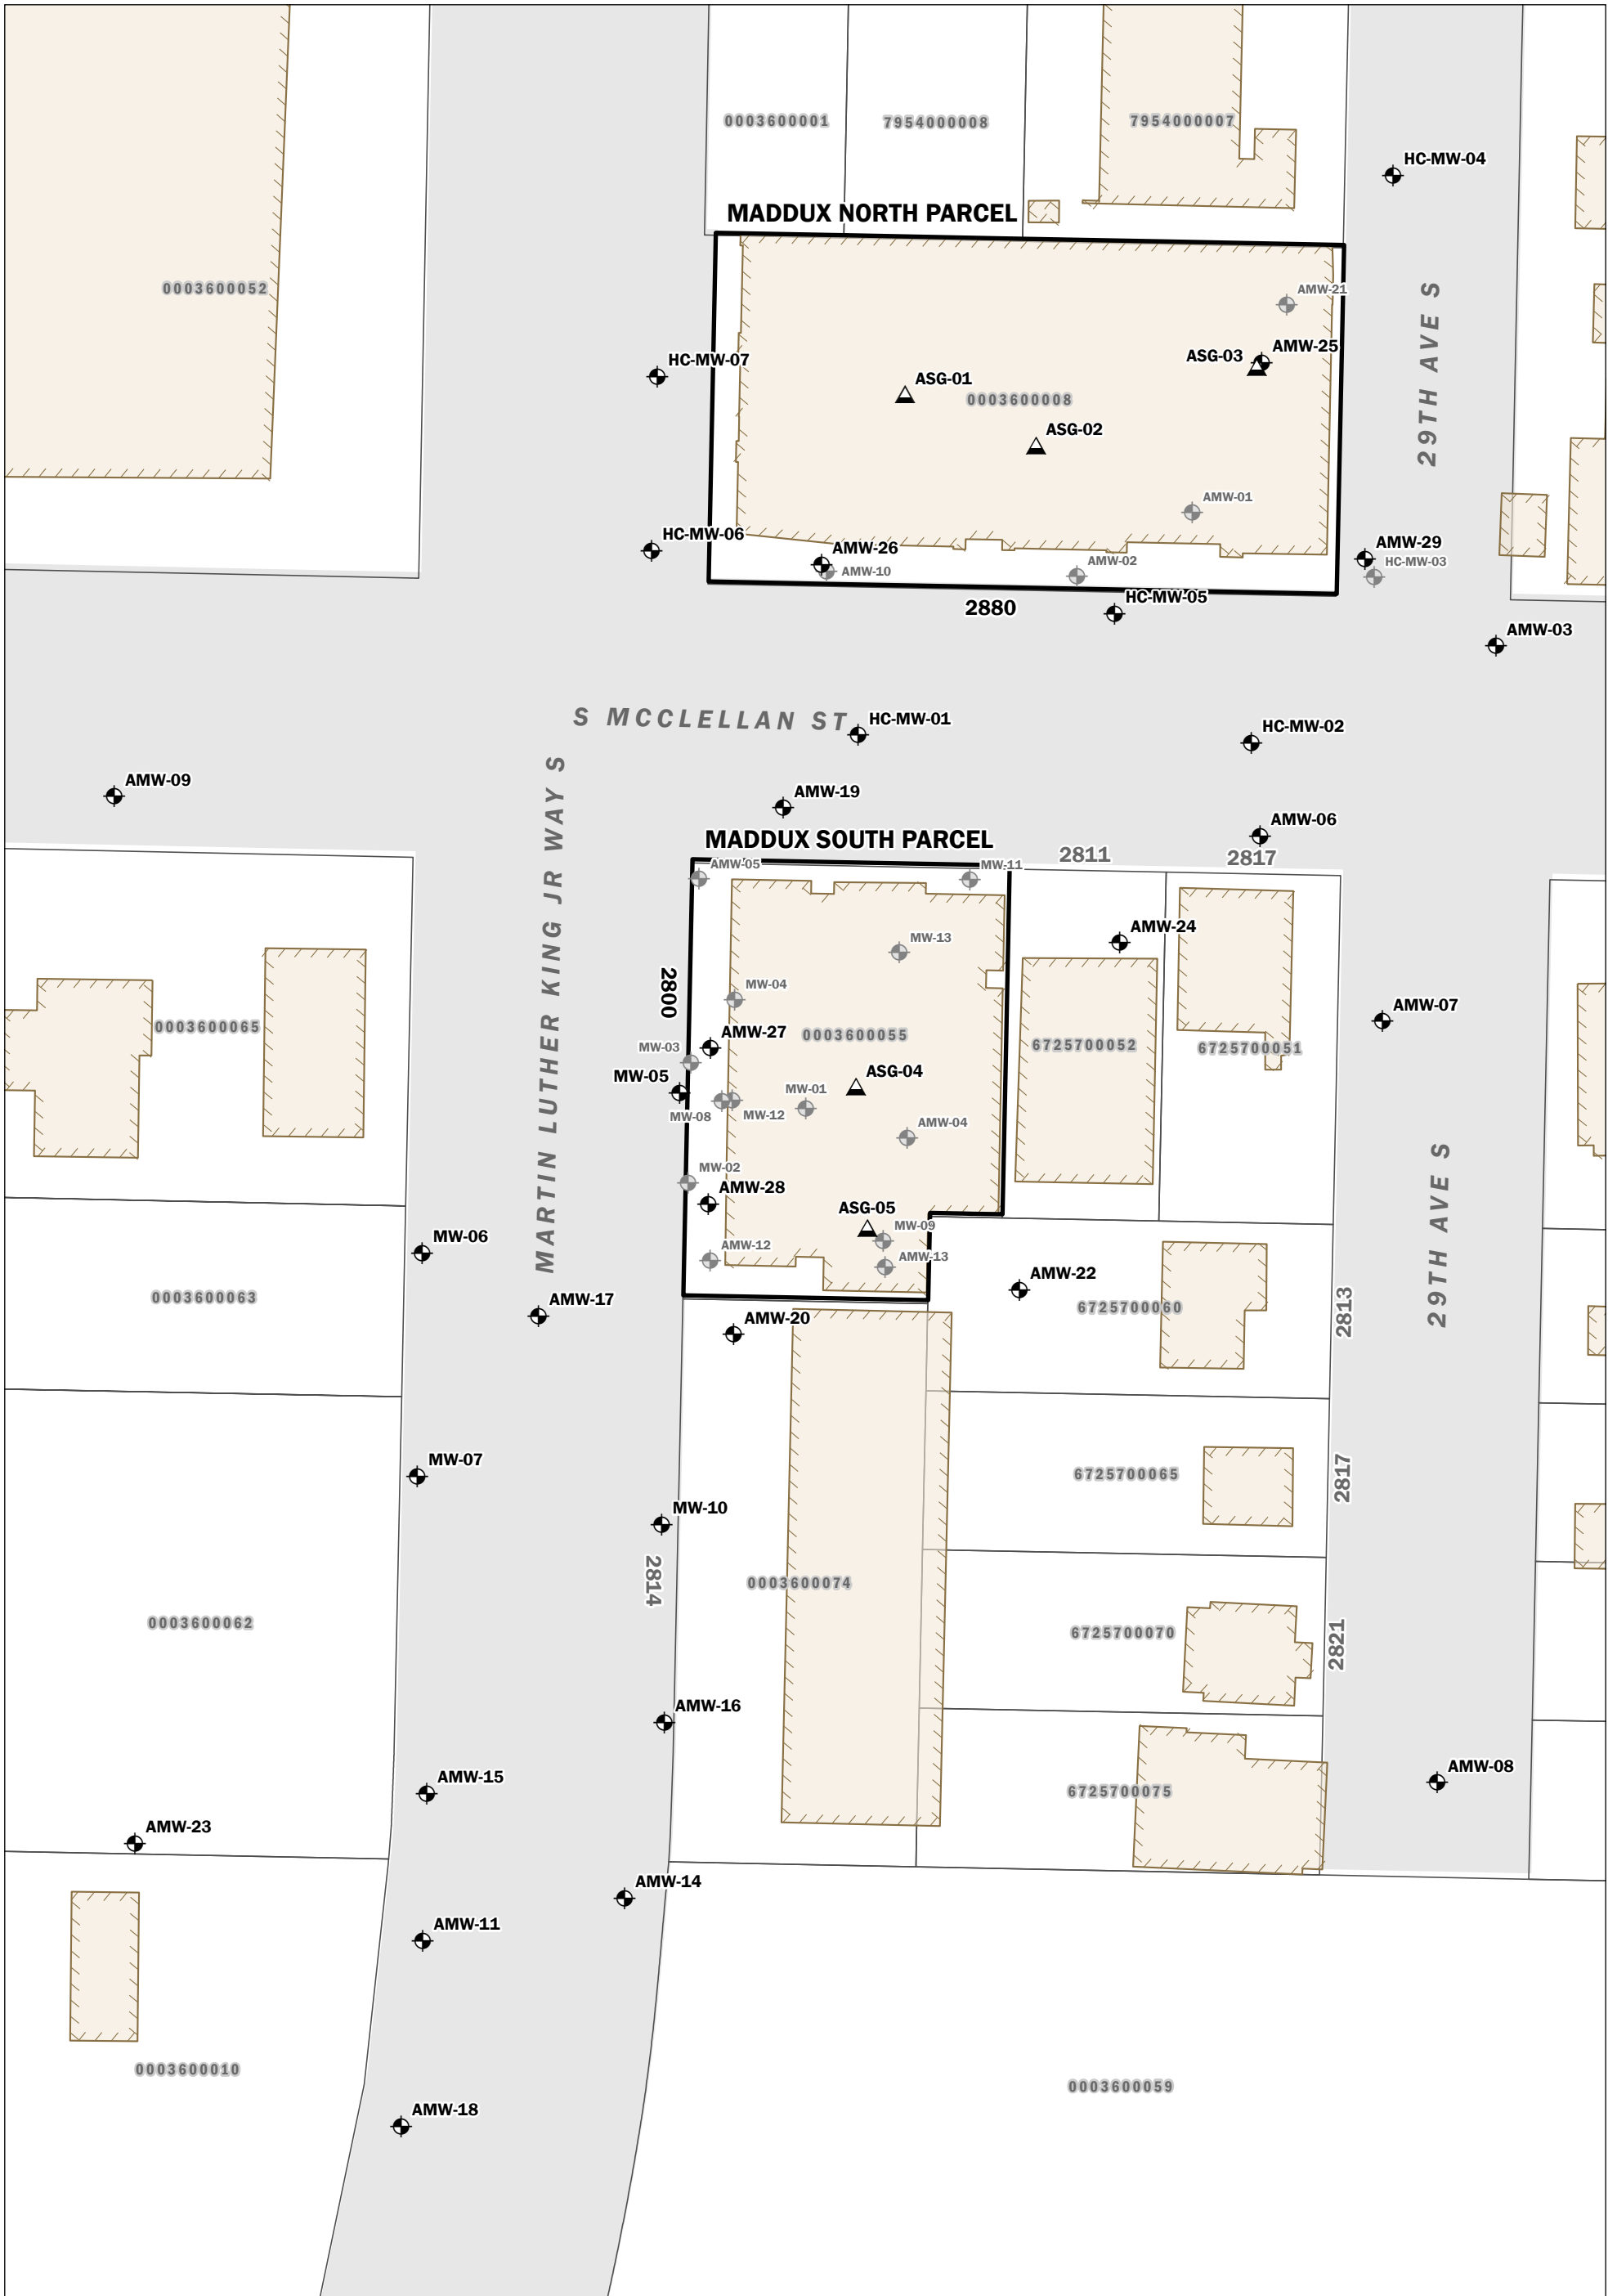 0003600001
7954000008
7954000007
HC-MW-04
MADDUX NORTH PARCEL
0003600052
AMW-21
29TH AVE S
HC-MW-07
ASG-03
AMW-25
ASG-01
0003600008
ASG-02
AMW-01
HC-MW-06
AMW-26
AMW-10
AMW-02
AMW-29
HC-MW-03
2880
HC-MW-05
AMW-03
S MCCLELLAN ST
HC-MW-01
HC-MW-02
AMW-09
AMW-19
AMW-06
MADDUX SOUTH PARCEL
2811
2817
AMW-05
MW-11
MARTIN LUTHER KING JR WAY S
AMW-24
MW-13
2800
MW-04
AMW-07
0003600065
AMW-27
0003600055
6725700052
6725700051
MW-03
MW-05
ASG-04
MW-01
MW-08
MW-12
AMW-04
MW-02
AMW-28
29TH AVE S
ASG-05
MW-09
MW-06
AMW-12
AMW-13
AMW-22
0003600063
AMW-17
6725700060
2813
AMW-20
MW-07
6725700065
2817
MW-10
2814
0003600074
0003600062
6725700070
2821
AMW-16
AMW-15
6725700075
AMW-08
AMW-23
AMW-14
AMW-11
0003600010
0003600059
AMW-18